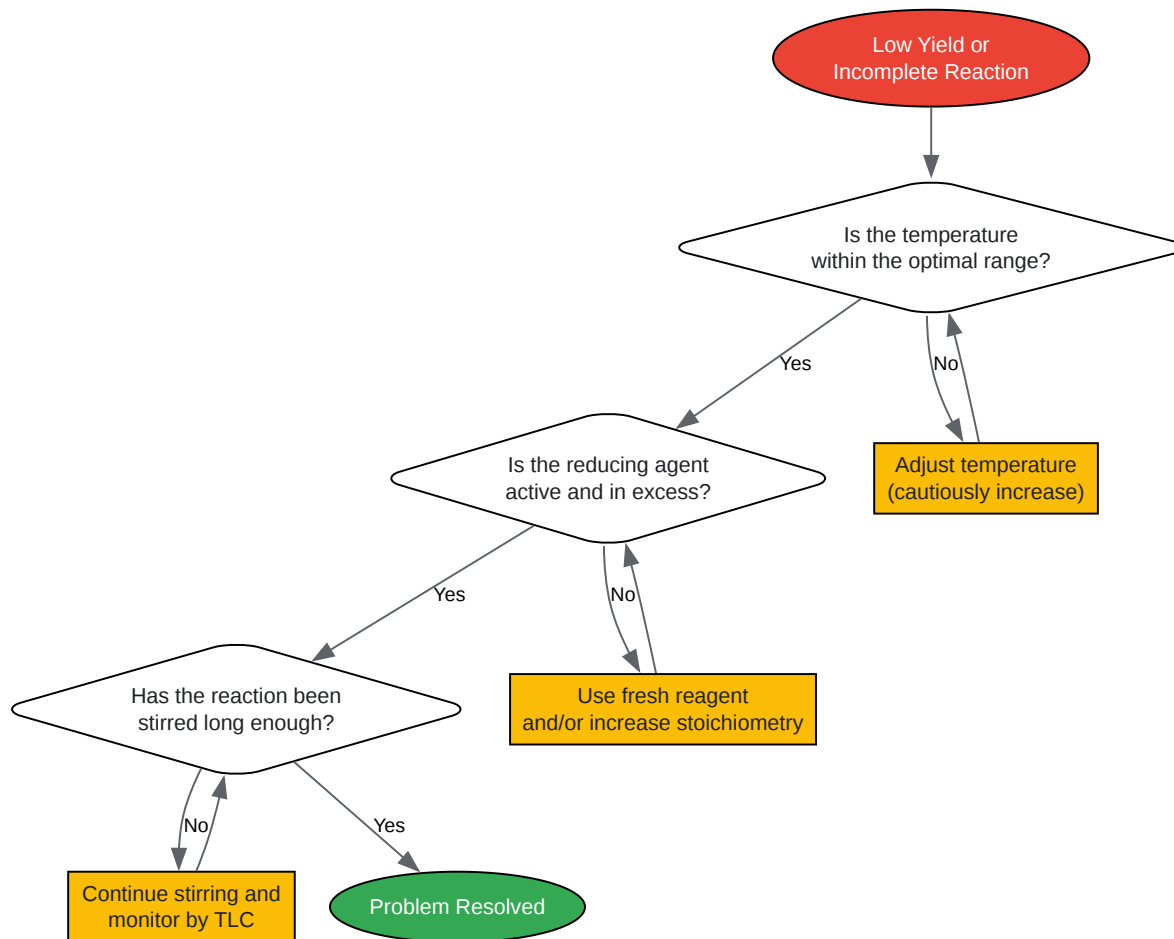 Low Yield or
Incomplete Reaction
Is the temperature
within the optimal range?
Yes
No
Is the reducing agent
active and in excess?
Adjust temperature
(cautiously increase)
Yes
No
Has the reaction been
stirred long enough?
Use fresh reagent
and/or increase stoichiometry
No
Yes
Continue stirring and
monitor by TLC
Problem Resolved